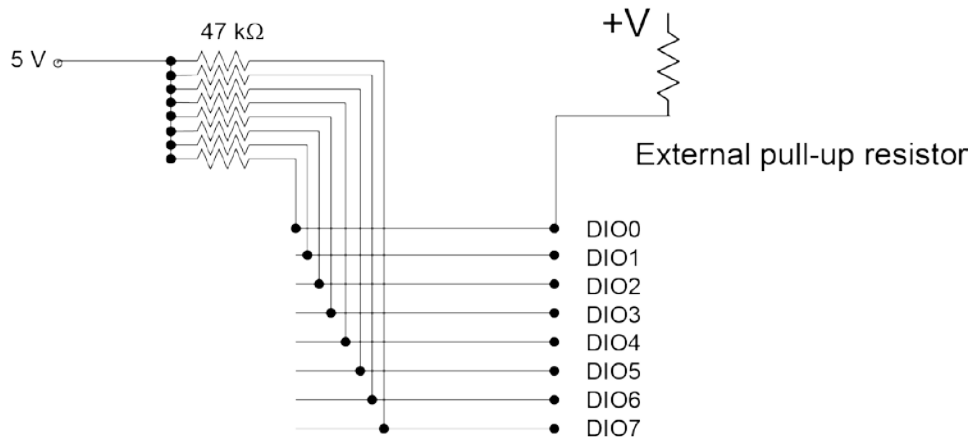 +V
47 kΩ
5 V
External pull-up resistor
DIO0
DIO1
DIO2
DIO3
DIO4
DIO5
DIO6
DIO7